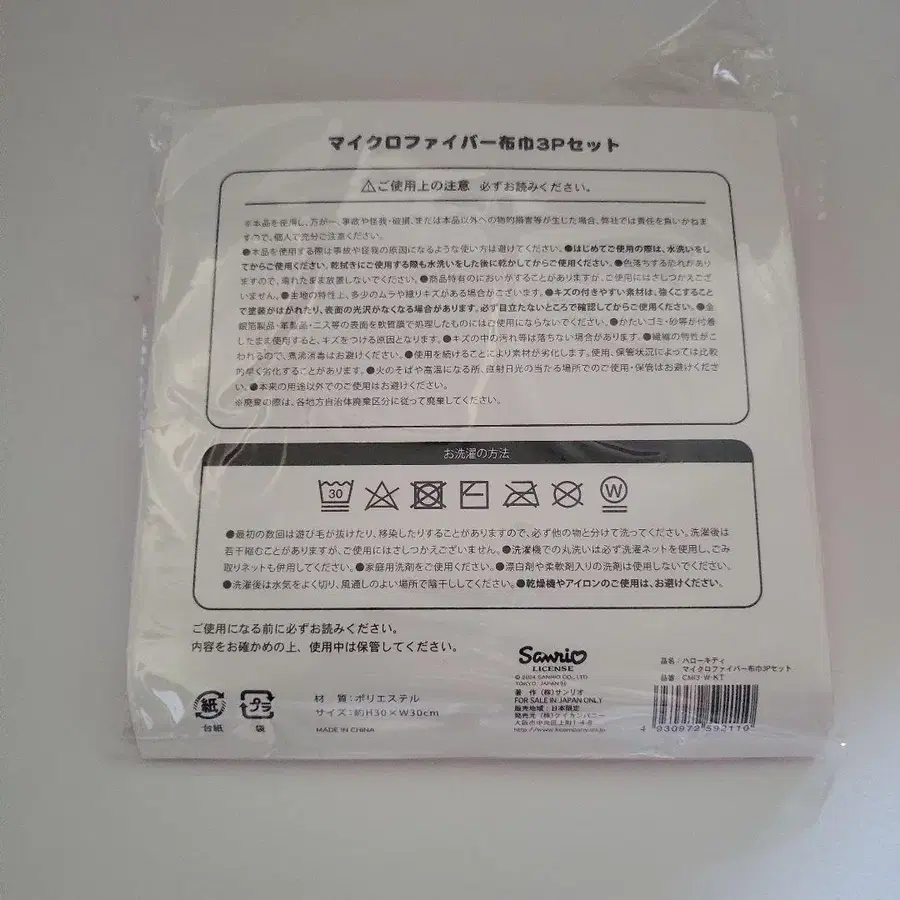 マイクロファイバー布巾3Pセット
⚠ご使用上の注意 必ずお読みください。
※本品を使用し、万が一、事故や怪我・破損、または本品以外への物的損害等が生じた場合、弊社では責任を負いかねま
すので、個人で充分ご注意ください。
●本品を使用する際は事故や怪我の原因になるような使い方は避けてください。●はじめてご使用の際は、水洗いをし
てからご使用ください。乾拭きにご使用する際も水洗いをした後に乾かしてからご使用ください。●色落ちする恐れがあり
ますので、濡れたまま放置しないでください。●商品特有のにおいがすることがありますが、ご使用にはさしつかえござ
いません。●生地の特性上、多少のムラや織りキズがある場合がございます。●キズの付きやすい素材は、強くこすること
で塗装がはがれたり、表面の光沢がなくなる場合があります。必ず目立たないところで確認してからご使用ください。●金
銀箔製品・革製品・ニス等の表面を軟質膜で処理したものにはご使用にならないでください。●かたいゴミ・砂等が付着
したまま使用すると、キズをつける原因となります。●キズの中の汚れ等は落ちない場合があります。●繊維の特性がこ
わねるので、煮沸消毒はお避けください。●使用を続けることにより素材が劣化します。使用、保管状況によっては比較
的早く劣化することがあります。●火のそばや高温になる所、直射日光の当たる場所でのご使用・保管はお避けくださ
い。●本来の用途以外でのご使用はお避けください。
※廃棄の際は、各地方自治体廃棄区分に従って廃棄してください。
お洗濯の方法
30 W
●最初の数回は遊び毛が抜けたり、移染したりすることがありますので、必ず他の物と分けて洗ってください。洗濯後は
若干縮むことがありますが、ご使用にはさしつかえございません。●洗濯機での丸洗いは必ず洗濯ネットを使用し、ごみ
取りネットも併用してください。●家庭用洗剤をご使用ください。●漂白剤や柔軟剤入りの洗剤は使用しないでください。
●洗濯後は水気をよく切り、風通しのよい場所で陰干ししてください。●乾燥機やアイロンのご使用は、お避けください。
ご使用になる前に必ずお読みください。
内容をお確かめの上、使用中は保管してください。
紙
台紙
プラ
袋
材 質:ポリエステル
サイズ:約H30×W30cm
MADE IN CHINA
Sanrio
LICENSE
TOKYO, JAPAN
著 作 (株)サンリオ
FOR SALE IN JAPAN ONLY
販売地域:日本限定
発売元 (株)ケイカンパニー
大阪市中央区上町1-4-8
品名:ハローキティ
マイクロファイバー布巾3Pセット
品番:CMI3-W-KT
4 930972 592110